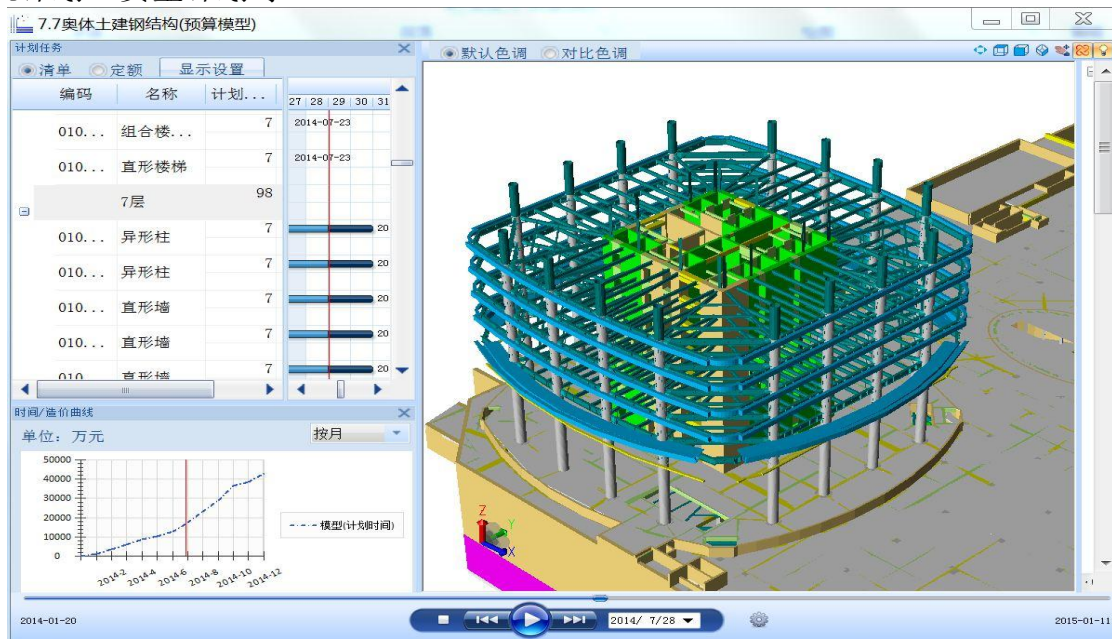 7.7奥体土建钢结构(预算模型)
计划任务
默认色调 对比色调
清单 定额 显示设置
编码 名称 计划...
27 28 29 30 31
010... 组合楼... 7 2014-07-23
010... 直形楼梯 7 2014-07-23
7层 98
010... 异形柱 7 20
010... 异形柱 7 20
010... 直形墙 7 20
010... 直形墙 7 20
010 直形墙 7 20
时间/造价曲线
单位：万元 按月
50000
40000
30000
20000
10000
0
模型(计划时间)
2014-2 2014-4 2014-6 2014-8 2014-10 2014-12
Z
Y
X
2014/ 7/28
2014-01-20
2015-01-11